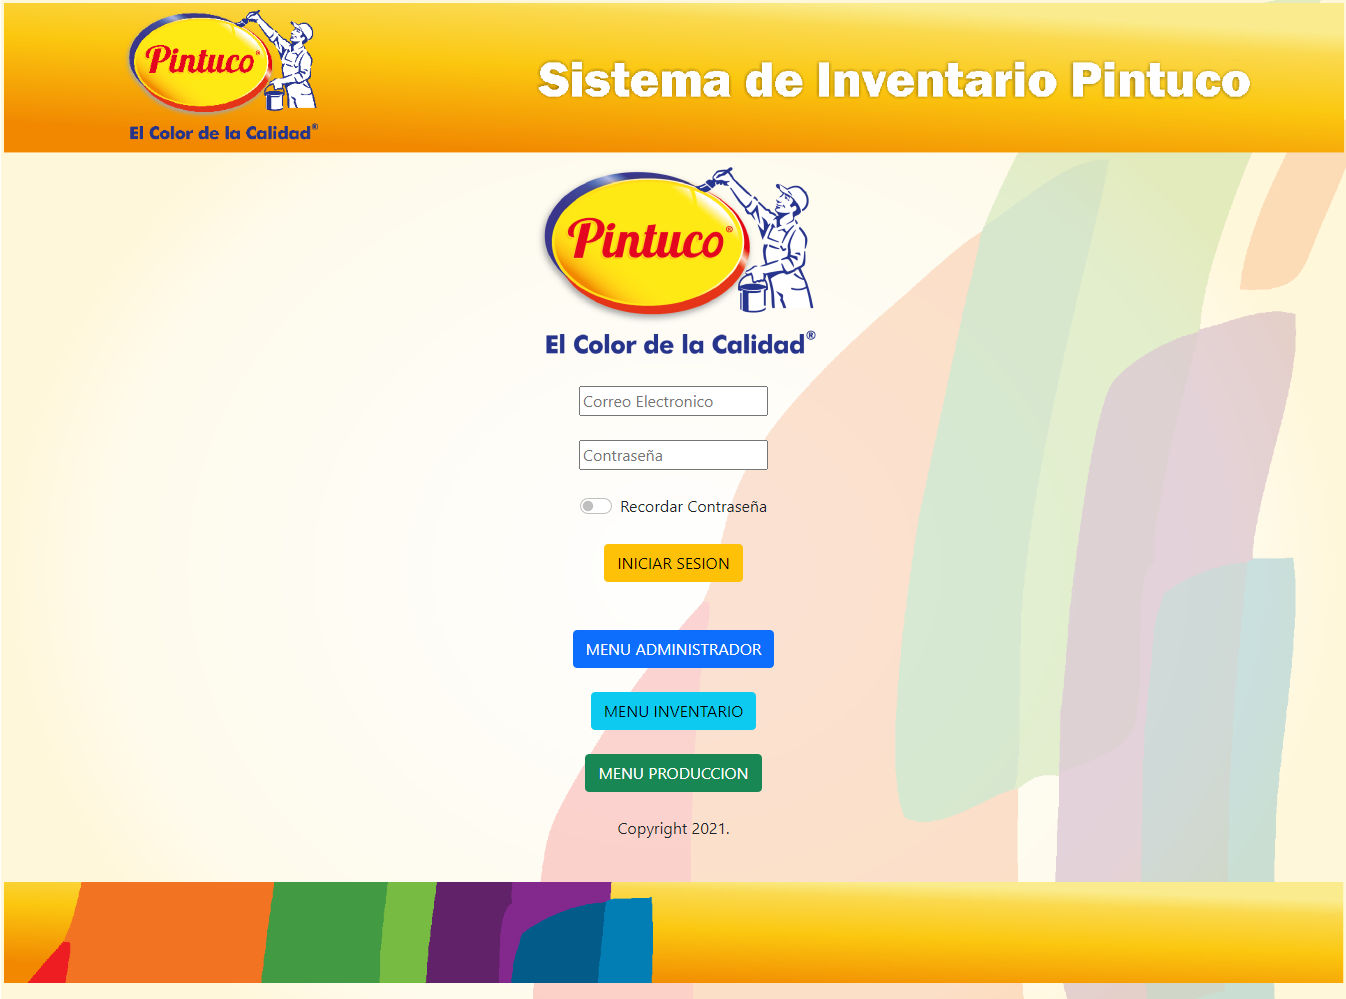 Pintuco®
El Color de la Calidad®
Sistema de Inventario Pintuco
Pintuco®
El Color de la Calidad®
Correo Electronico
Contraseña
Recordar Contraseña
INICIAR SESION
MENU ADMINISTRADOR
MENU INVENTARIO
MENU PRODUCCION
Copyright 2021.